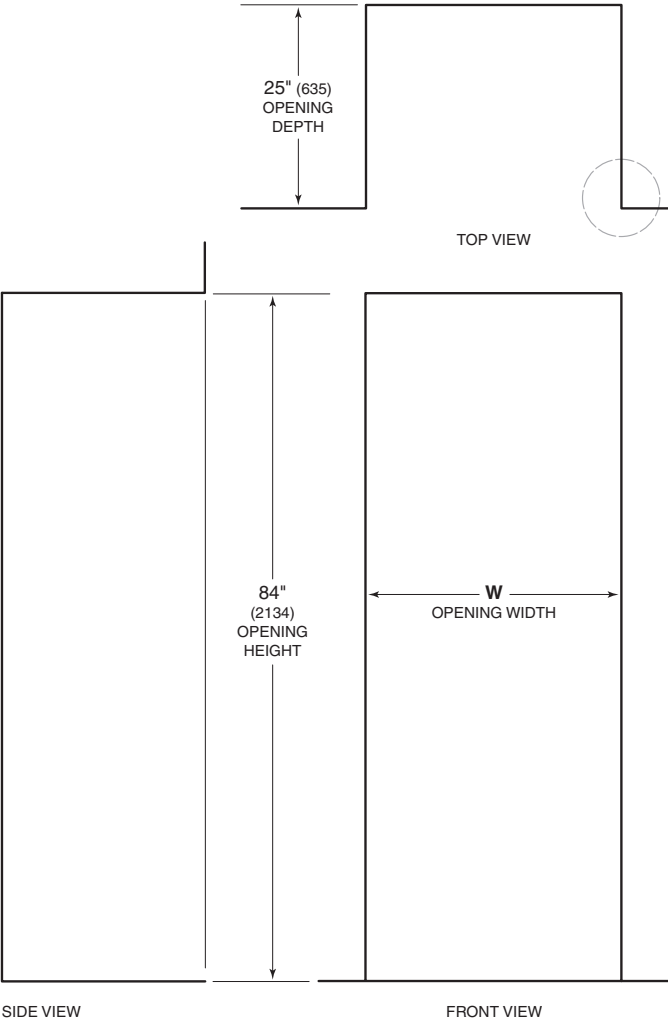 25" (635)
OPENING
DEPTH
TOP VIEW
84"
(2134)
OPENING
HEIGHT
W
OPENING WIDTH
SIDE VIEW
FRONT VIEW